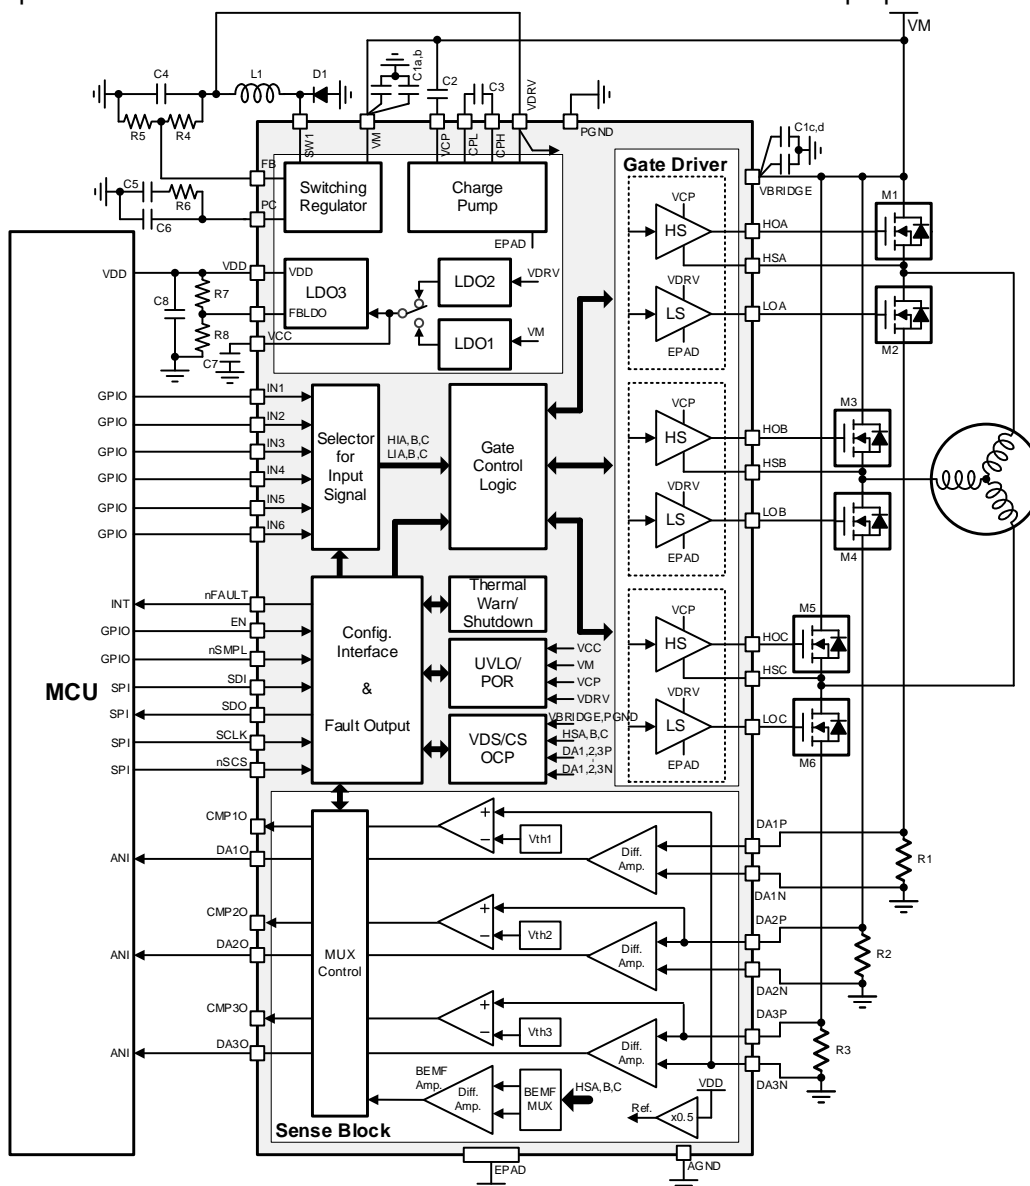 VM
C4
L1
D1
C1a,b
C2
C3
VDRV
R5
R4
PGND
C1c,d
SW1
VM
VCP
CPL
CPH
Gate Driver
FB
VBRIDGE
C5
R6
C6
PC
Switching
Regulator
Charge
Pump
EPAD
VCP
HS
HOA
M1
HSA
VDD
VDD
VDD
LDO3
FBLDO
LDO2
VDRV
LDO1
VM
C8
R7
R8
C7
VCC
VDRV
LS
EPAD
LOA
M2
GPIO
IN1
GPIO
IN2
GPIO
IN3
GPIO
IN4
GPIO
IN5
GPIO
IN6
Selector
for
Input
Signal
HIA,B,C
LIA,B,C
Gate
Control
Logic
VCP
HS
HOB
M3
HSB
VDRV
LS
EPAD
LOB
M4
MCU
INT
nFAULT
GPIO
EN
GPIO
nSMPL
SPI
SDI
SPI
SDO
SPI
SCLK
SPI
nSCS
Config.
Interface
&
Fault Output
Thermal
Warn/
Shutdown
UVLO/
POR
VCC
VM
VCP
VDRV
VDS/CS
OCP
VBRIDGE,PGND
HSA,B,C
DA1,2,3P
DA1,2,3N
VCP
HS
HOC
M5
HSC
VDRV
LS
EPAD
LOC
M6
CMP1O
ANI
DA1O
CMP2O
ANI
DA2O
CMP3O
ANI
DA3O
MUX
Control
+
−
Vth1
Diff.
Amp.
DA1P
DA1N
R1
+
−
Vth2
Diff.
Amp.
DA2P
DA2N
R2
+
−
Vth3
Diff.
Amp.
DA3P
DA3N
R3
BEMF
Amp.
Diff.
Amp.
BEMF
MUX
HSA,B,C
VDD
Ref.
x0.5
Sense Block
EPAD
AGND